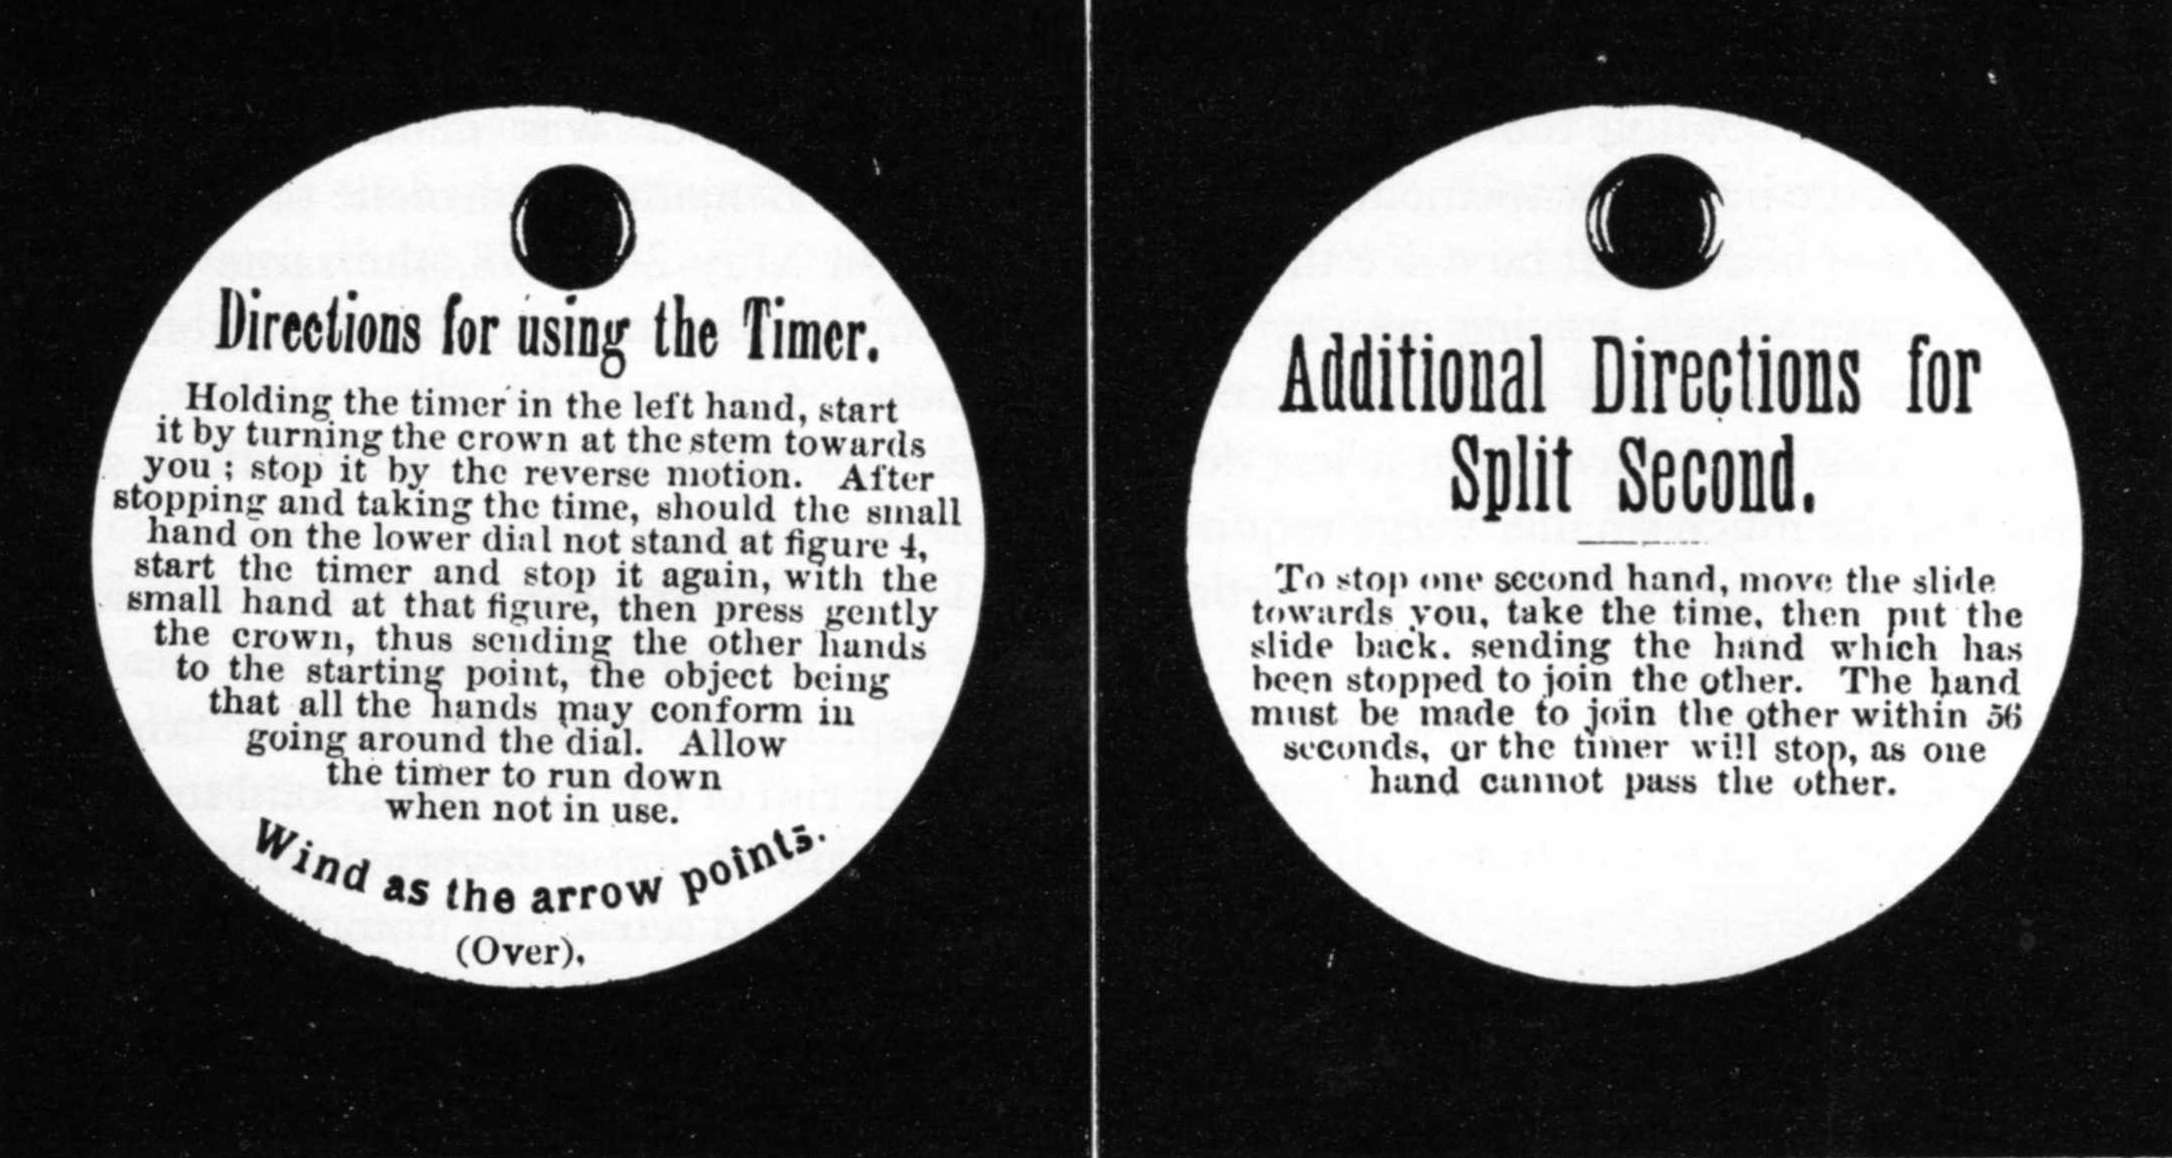 Directions for using the Timer.
Holding the timer in the left hand, start
it by turning the crown at the stem towards
you ; stop it by the reverse motion. After
stopping and taking the time, should the small
hand on the lower dial not stand at figure 4,
start the timer and stop it again, with the
small hand at that figure, then press gently
the crown, thus sending the other hands
to the starting point, the object being
that all the hands may conform in
going around the dial. Allow
the timer to run down
when not in use.
Wind as the arrow points.
(Over).
Additional Directions for
Split Second.
To stop one second hand, move the slide
towards you, take the time, then put the
slide back. sending the hand which has
been stopped to join the other. The hand
must be made to join the other within 56
seconds, or the timer will stop, as one
hand cannot pass the other.